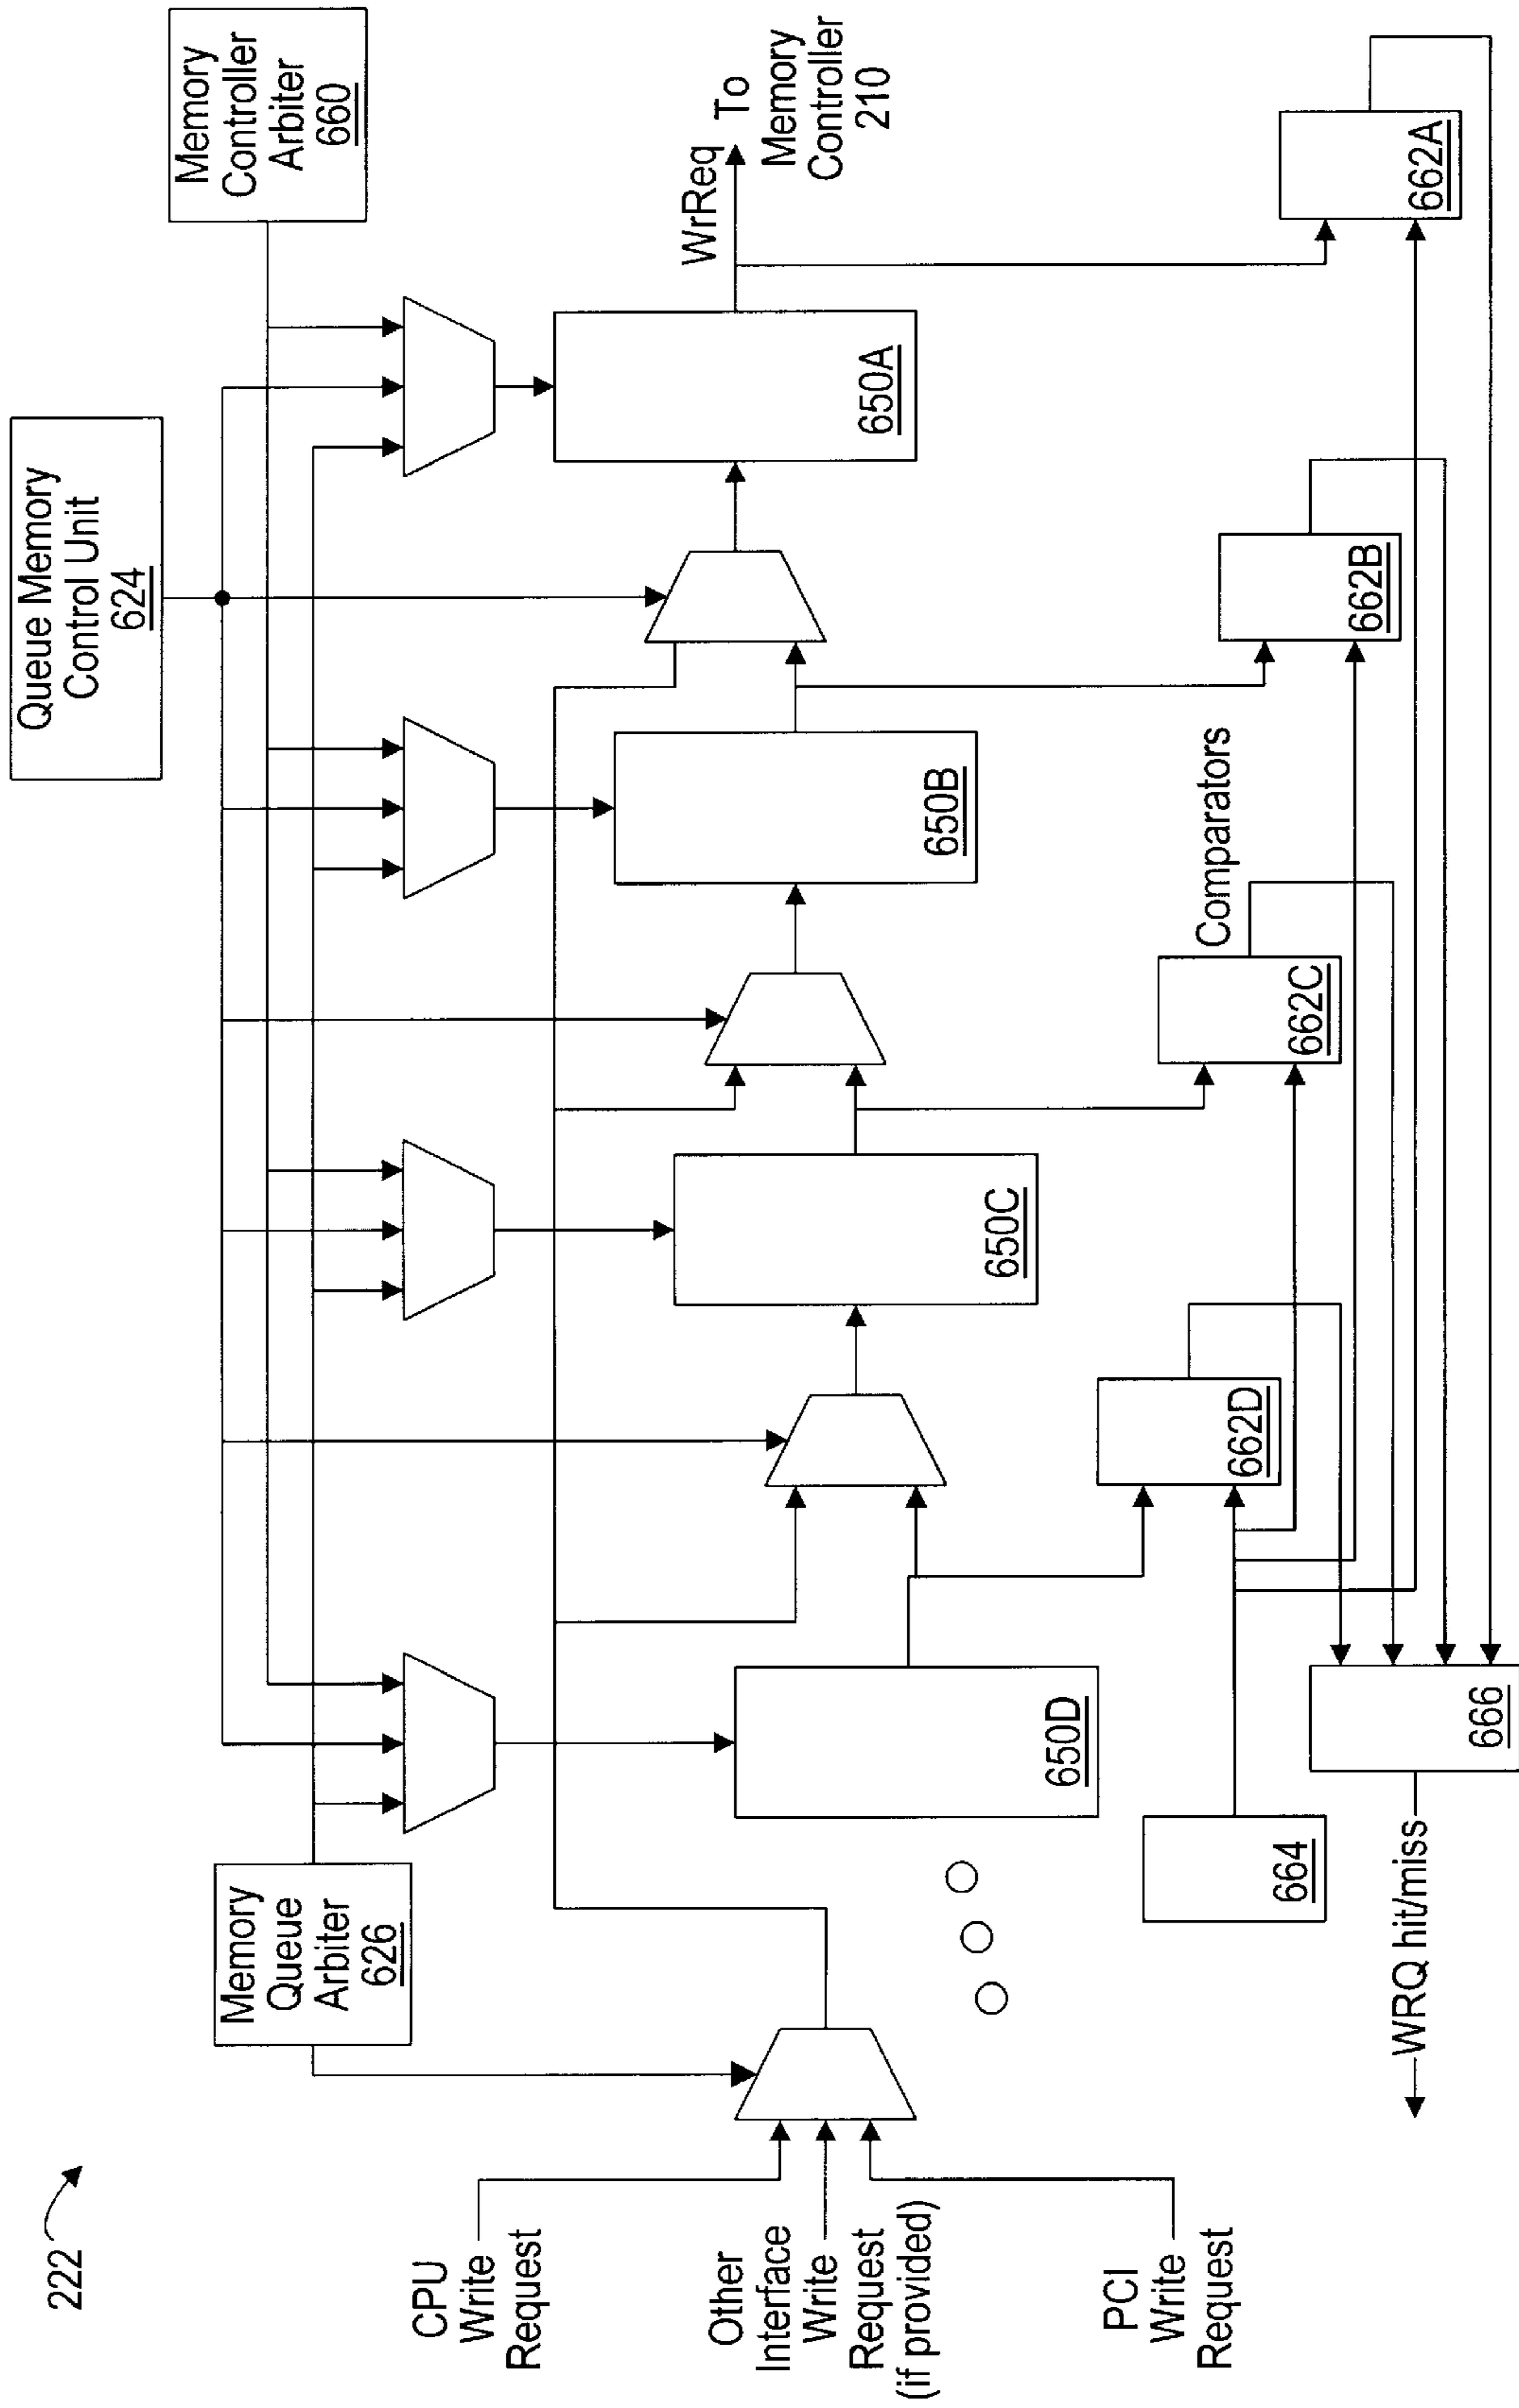 222
Queue Memory
Control Unit
624
Memory
Queue
Arbiter
626
Memory
Controller
Arbiter
660
CPU
Write
Request
Other
Interface
Write
Request
(if provided)
PCI
Write
Request
650D
650C
650B
650A
WrReq
To
Memory
Controller
210
Comparators
662D
662C
662B
662A
664
666
WRQ hit/miss